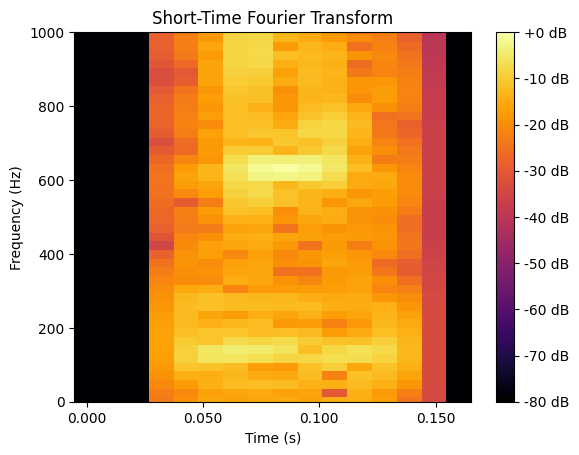 Short-Time Fourier Transform
1000
800
600
400
200
0
Frequency (Hz)
0.000
0.050
0.100
0.150
Time (s)
+0 dB
-10 dB
-20 dB
-30 dB
-40 dB
-50 dB
-60 dB
-70 dB
-80 dB